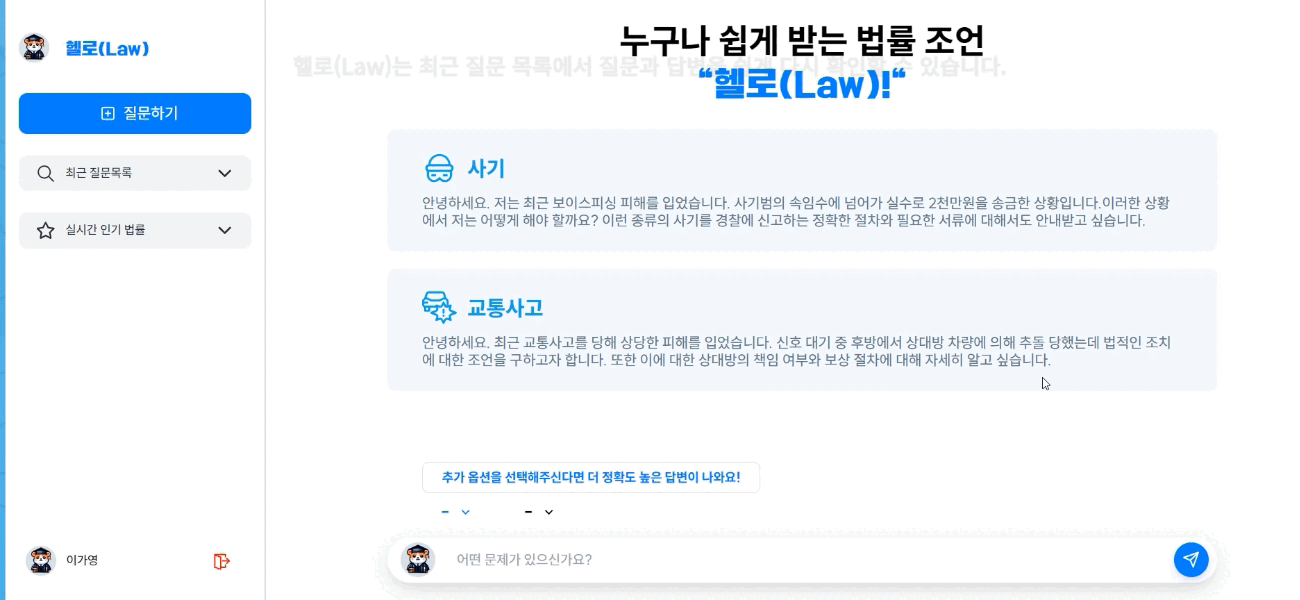 헬로(Law)
질문하기
최근 질문목록
실시간 인기 법률
이가영
누구나 쉽게 받는 법률 조언
헬로(Law)는 최근 질문 목록에서 질문과 답변을 쉽게 다시 확인할 수 있습니다.
“헬로(Law)!“
사기
안녕하세요. 저는 최근 보이스피싱 피해를 입었습니다. 사기범의 속임수에 넘어가 실수로 2천만원을 송금한 상황입니다.이러한 상황
에서 저는 어떻게 해야 할까요? 이런 종류의 사기를 경찰에 신고하는 정확한 절차와 필요한 서류에 대해서도 안내받고 싶습니다.
교통사고
안녕하세요. 최근 교통사고를 당해 상당한 피해를 입었습니다. 신호 대기 중 후방에서 상대방 차량에 의해 추돌 당했는데 법적인 조치
에 대한 조언을 구하고자 합니다. 또한 이에 대한 상대방의 책임 여부와 보상 절차에 대해 자세히 알고 싶습니다.
추가 옵션을 선택해주신다면 더 정확도 높은 답변이 나와요!
- -
어떤 문제가 있으신가요?